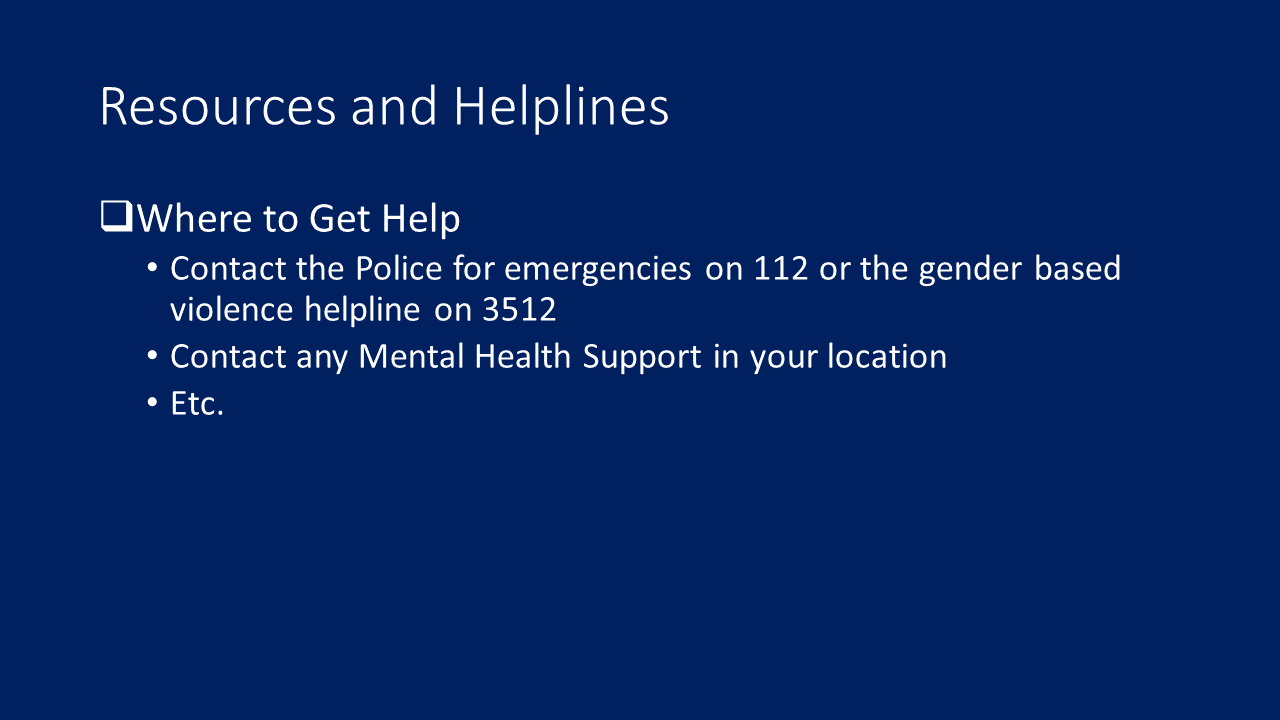 Resources and Helplines
❑Where to Get Help
• Contact the Police for emergencies on 112 or the gender based
violence helpline on 3512
• Contact any Mental Health Support in your location
• Etc.